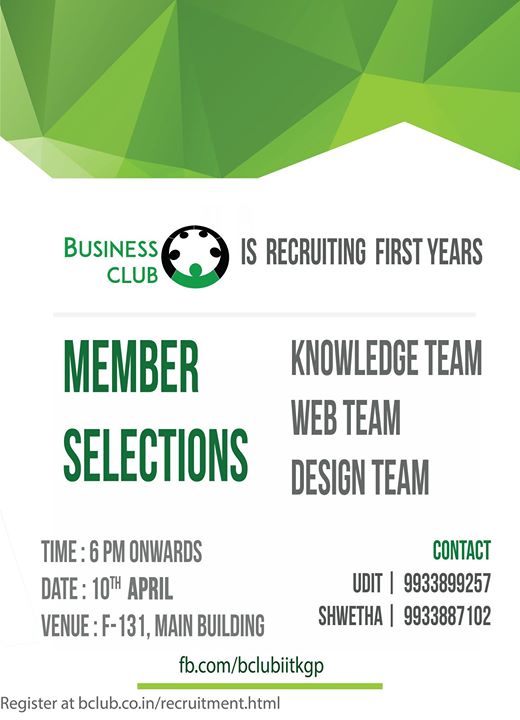 BUSINESS CLUB IS RECRUITING FIRST YEARS
MEMBER
SELECTIONS
KNOWLEDGE TEAM
WEB TEAM
DESIGN TEAM
TIME : 6 PM ONWARDS
DATE : 10TH APRIL
VENUE : F-131, MAIN BUILDING
CONTACT
UDIT | 9933899257
SHWETHA | 9933887102
fb.com/bclubiitkgp
Register at bclub.co.in/recruitment.html